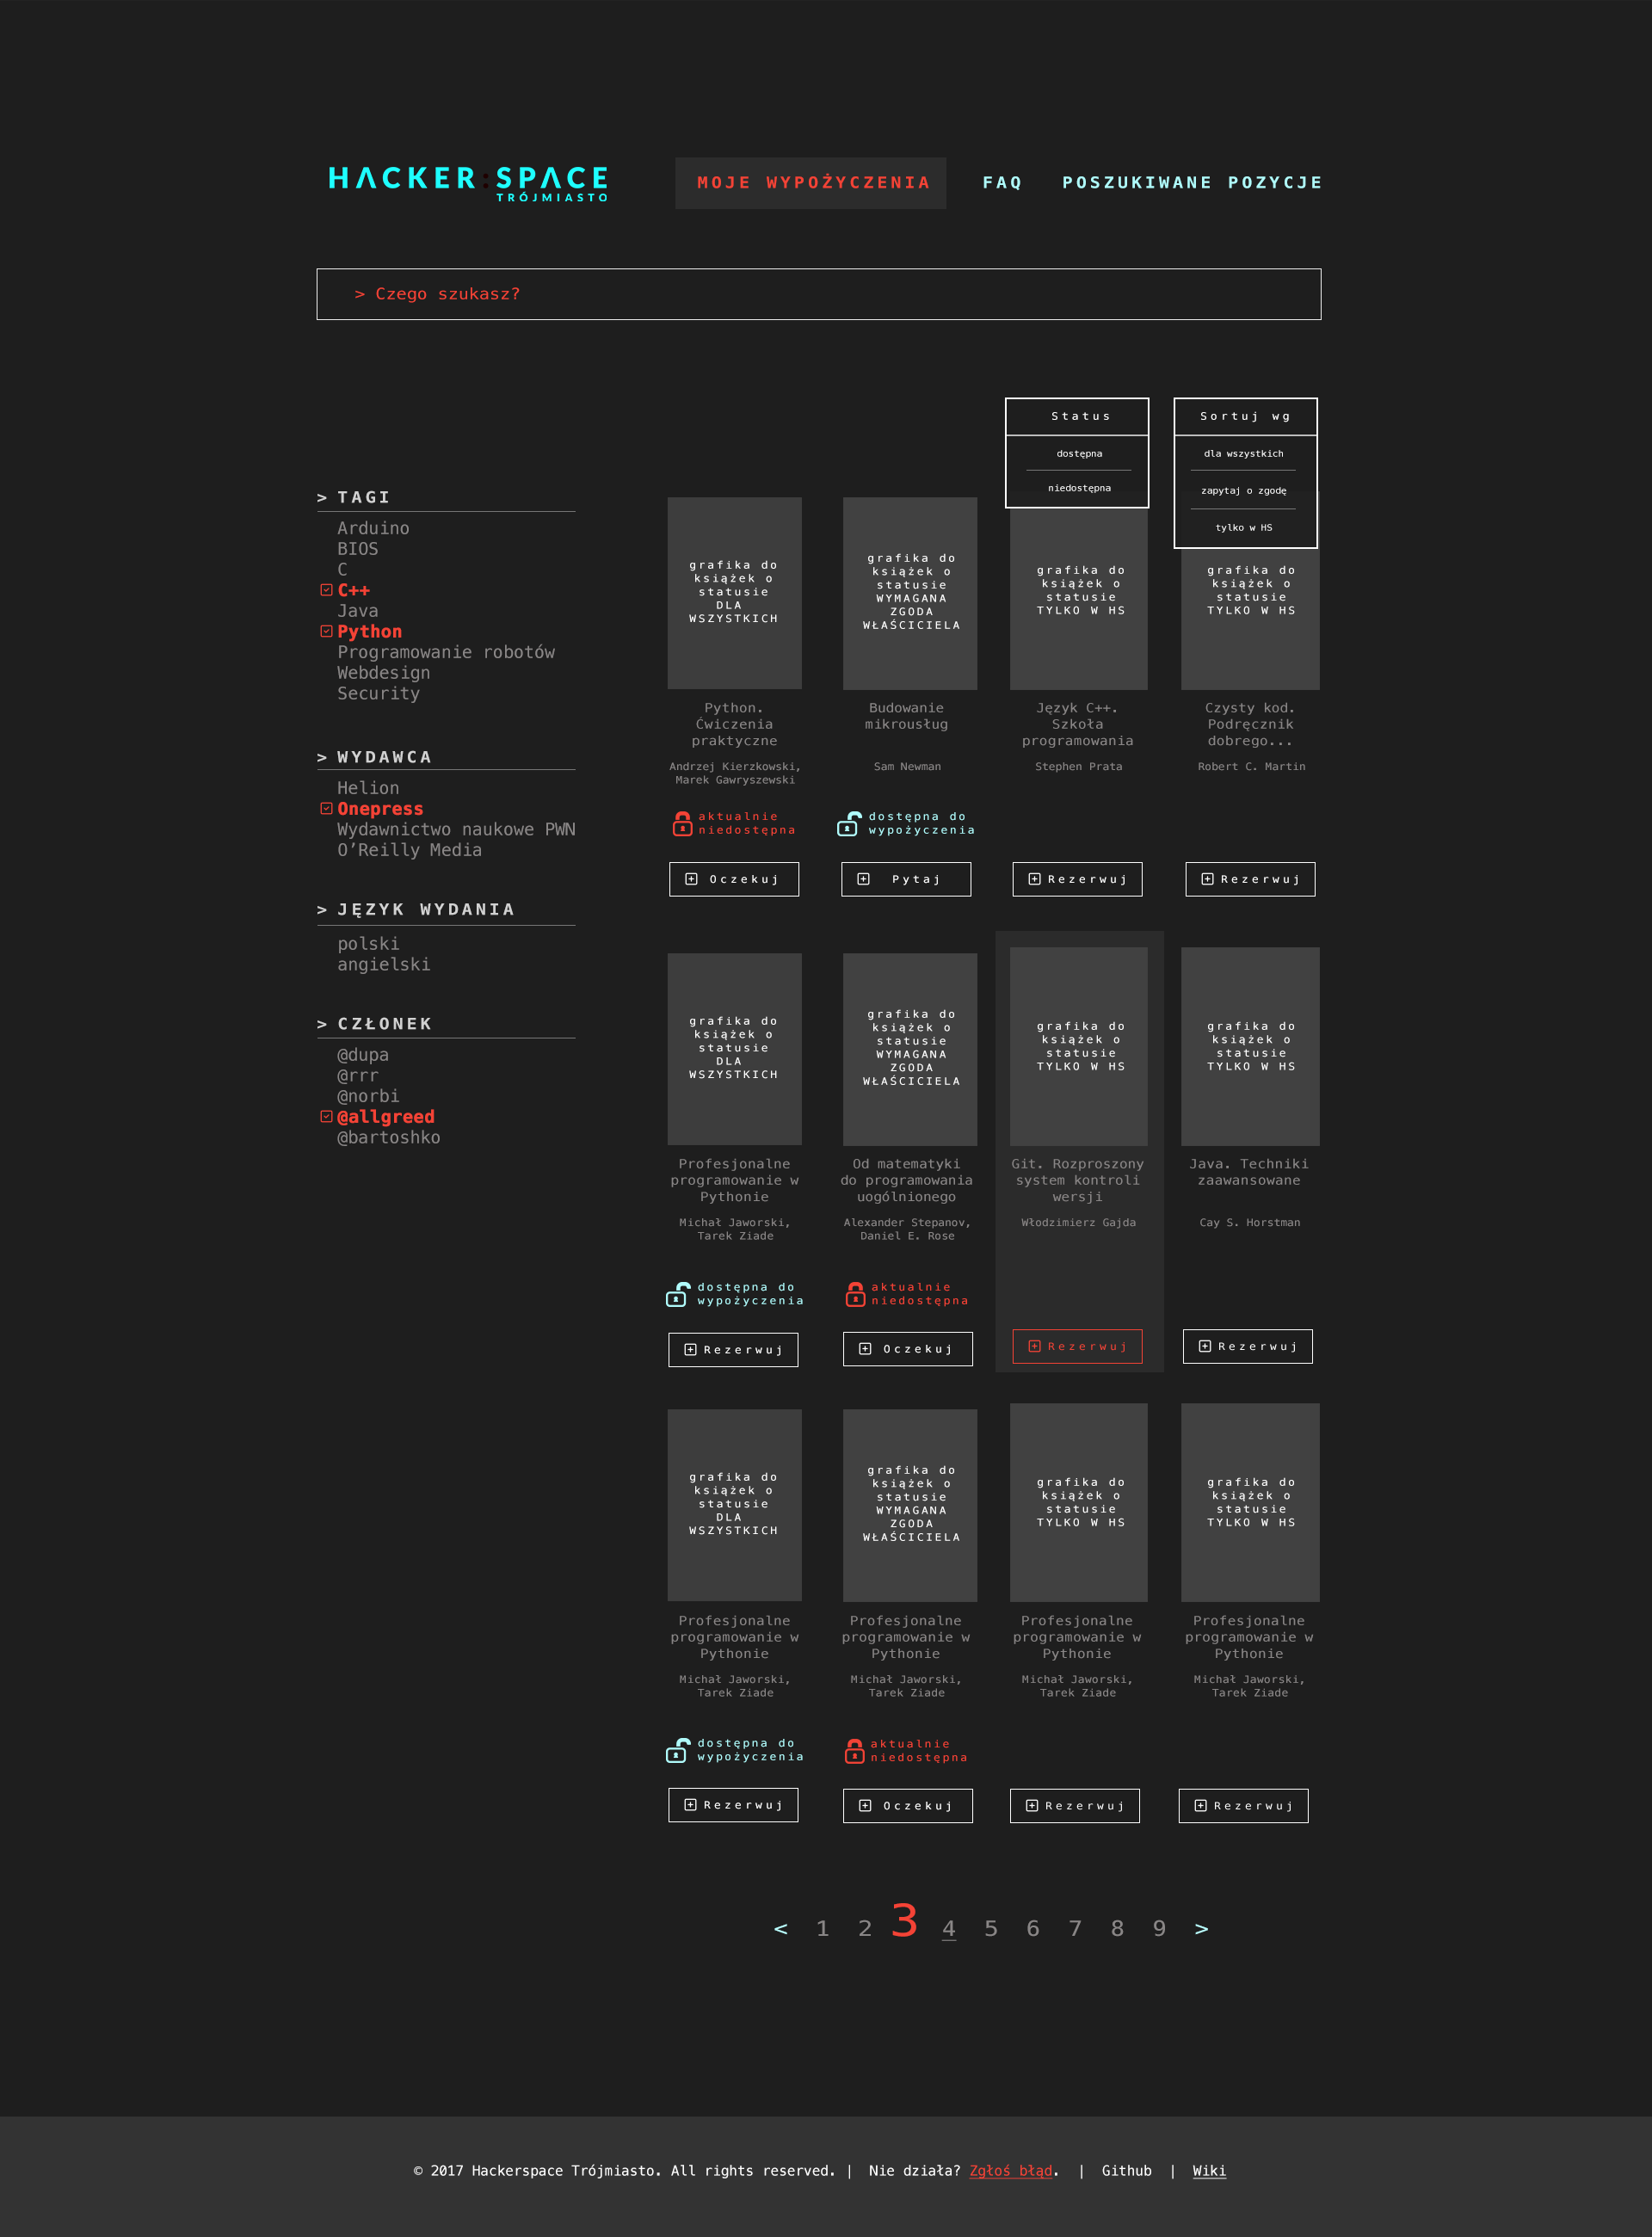 HACKER:SPACE
TRÓJMIASTO
MOJE WYPOŻYCZENIA
FAQ
POSZUKIWANE POZYCJE
> Czego szukasz?
Status
dostępna
niedostępna
Sortuj wg
dla wszystkich
zapytaj o zgodę
tylko w HS
> TAGI
Arduino
BIOS
C
C++
Java
Python
Programowanie robotów
Webdesign
Security
> WYDAWCA
Helion
Onepress
Wydawnictwo naukowe PWN
O’Reilly Media
> JĘZYK WYDANIA
polski
angielski
> CZŁONEK
@dupa
@rrr
@norbi
@allgreed
@bartoshko
grafika do
książek o
statusie
DLA
WSZYSTKICH
Python.
Ćwiczenia
praktyczne
Andrzej Kierzkowski,
Marek Gawryszewski
aktualnie
niedostępna
Oczekuj
grafika do
książek o
statusie
WYMAGANA
ZGODA
WŁAŚCICIELA
Budowanie
mikrousług
Sam Newman
dostępna do
wypożyczenia
Pytaj
grafika do
książek o
statusie
TYLKO W HS
Język C++.
Szkoła
programowania
Stephen Prata
Rezerwuj
grafika do
książek o
statusie
TYLKO W HS
Czysty kod.
Podręcznik
dobrego...
Robert C. Martin
Rezerwuj
grafika do
książek o
statusie
DLA
WSZYSTKICH
Profesjonalne
programowanie w
Pythonie
Michał Jaworski,
Tarek Ziade
dostępna do
wypożyczenia
Rezerwuj
grafika do
książek o
statusie
WYMAGANA
ZGODA
WŁAŚCICIELA
Od matematyki
do programowania
uogólnionego
Alexander Stepanov,
Daniel E. Rose
aktualnie
niedostępna
Oczekuj
grafika do
książek o
statusie
TYLKO W HS
Git. Rozproszony
system kontroli
wersji
Włodzimierz Gajda
Rezerwuj
grafika do
książek o
statusie
TYLKO W HS
Java. Techniki
zaawansowane
Cay S. Horstman
Rezerwuj
grafika do
książek o
statusie
DLA
WSZYSTKICH
Profesjonalne
programowanie w
Pythonie
Michał Jaworski,
Tarek Ziade
dostępna do
wypożyczenia
Rezerwuj
grafika do
książek o
statusie
WYMAGANA
ZGODA
WŁAŚCICIELA
Profesjonalne
programowanie w
Pythonie
Michał Jaworski,
Tarek Ziade
aktualnie
niedostępna
Oczekuj
grafika do
książek o
statusie
TYLKO W HS
Profesjonalne
programowanie w
Pythonie
Michał Jaworski,
Tarek Ziade
Rezerwuj
grafika do
książek o
statusie
TYLKO W HS
Profesjonalne
programowanie w
Pythonie
Michał Jaworski,
Tarek Ziade
Rezerwuj
< 1 2 3 4 5 6 7 8 9 >
© 2017 Hackerspace Trójmiasto. All rights reserved. | Nie działa? Zgłoś błąd. | Github | Wiki